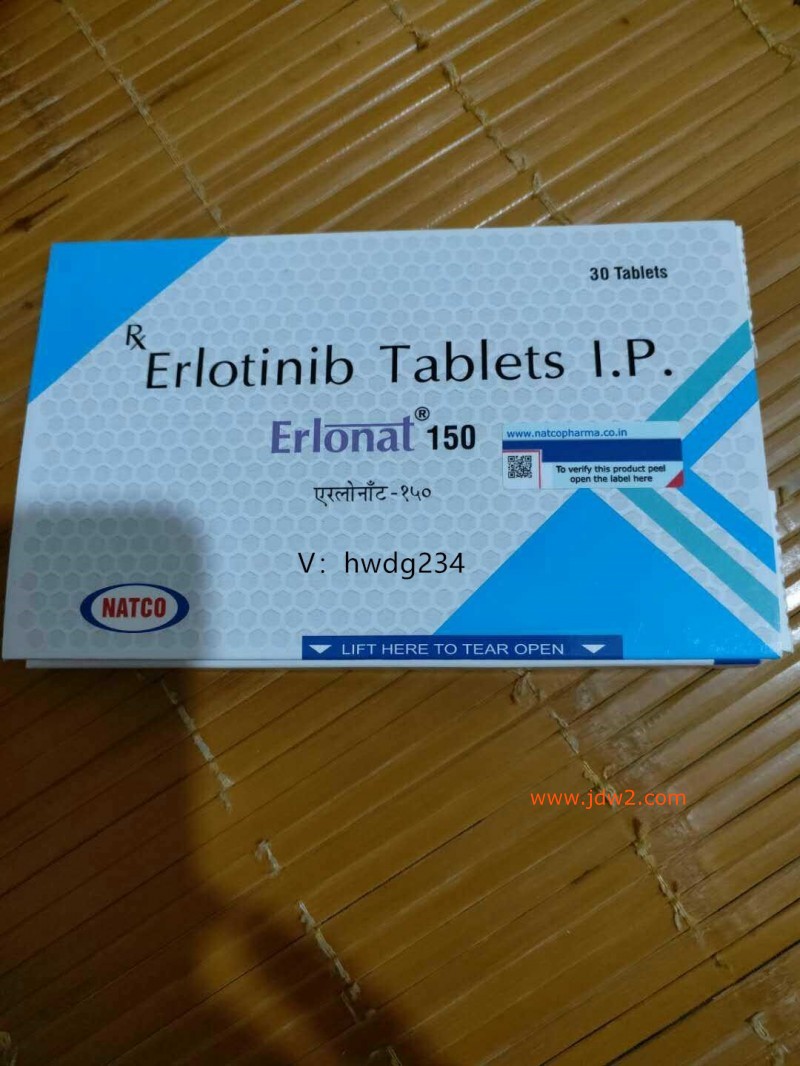 30 Tablets
Rx Erlotinib Tablets I.P.
Erlonat® 150
www.natcopharma.co.in
To verify this product peel
open the label here
एरलोनाँट-१५०
V：hwdg234
NATCO
LIFT HERE TO TEAR OPEN
www.jdw2.com